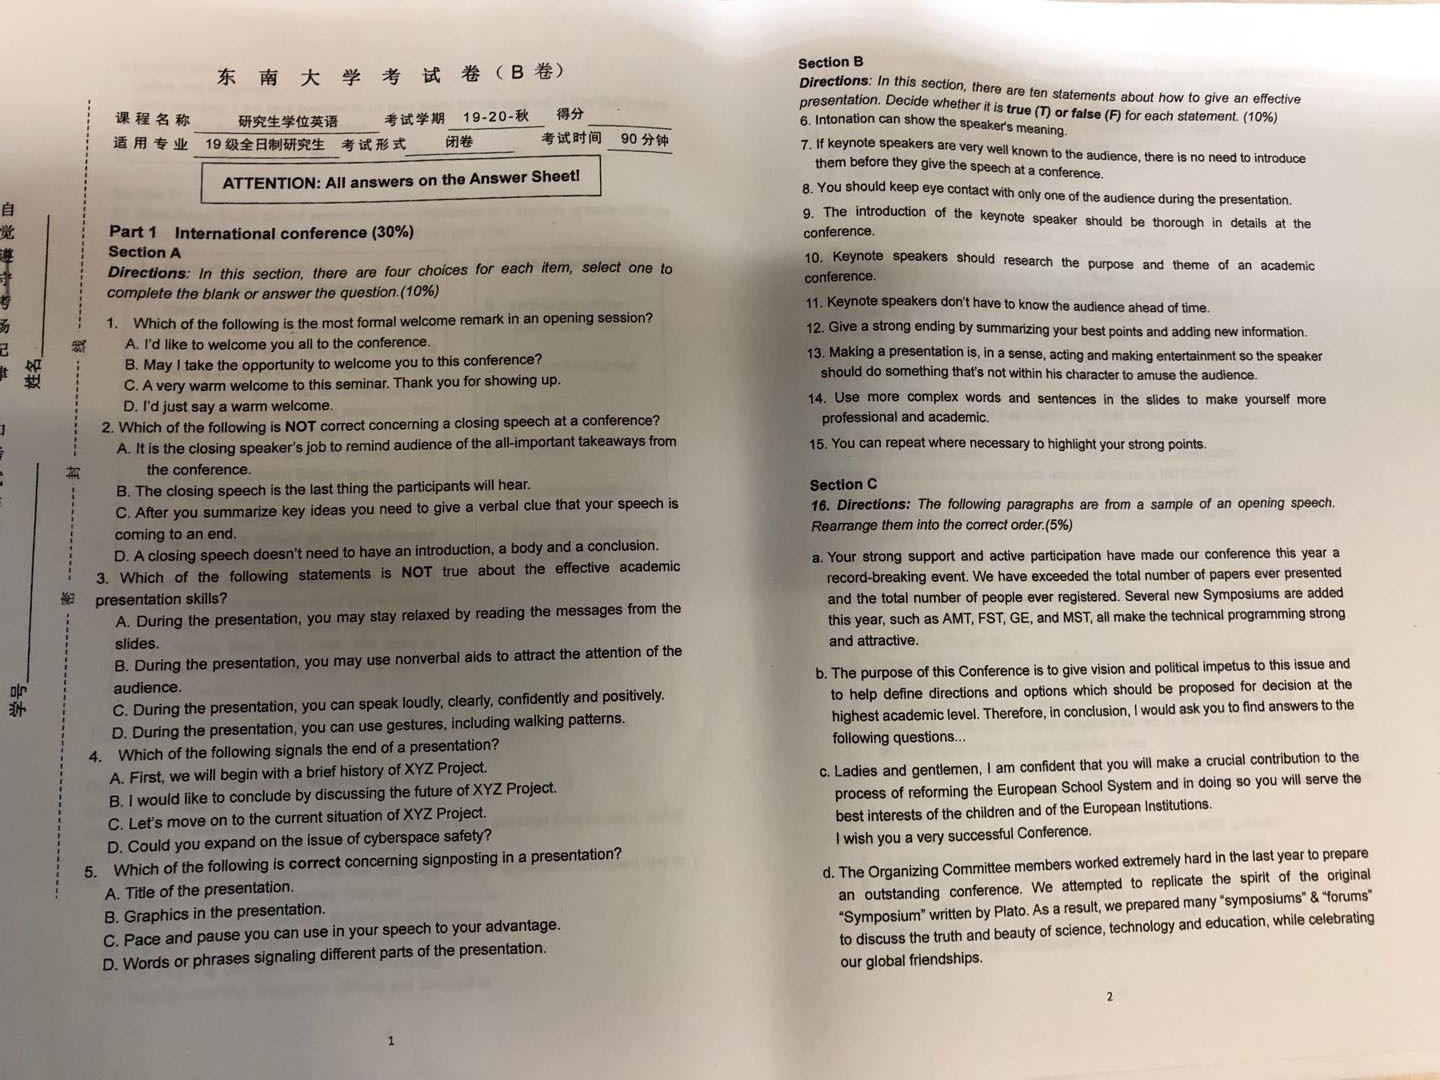 东南大学考试卷（B卷）
课程名称 研究生学位英语 考试学期 19-20-秋 得分
适用专业 19级全日制研究生 考试形式 闭卷 考试时间 90分钟
ATTENTION: All answers on the Answer Sheet!
自觉遵守考场纪律
姓名
学号
线
封
密
Part 1 International conference (30%)
Section A
Directions: In this section, there are four choices for each item, select one to
complete the blank or answer the question.(10%)
1. Which of the following is the most formal welcome remark in an opening session?
A. I'd like to welcome you all to the conference.
B. May I take the opportunity to welcome you to this conference?
C. A very warm welcome to this seminar. Thank you for showing up.
D. I'd just say a warm welcome.
2. Which of the following is NOT correct concerning a closing speech at a conference?
A. It is the closing speaker's job to remind audience of the all-important takeaways from
the conference.
B. The closing speech is the last thing the participants will hear.
C. After you summarize key ideas you need to give a verbal clue that your speech is
coming to an end.
D. A closing speech doesn't need to have an introduction, a body and a conclusion.
3. Which of the following statements is NOT true about the effective academic
presentation skills?
A. During the presentation, you may stay relaxed by reading the messages from the
slides.
B. During the presentation, you may use nonverbal aids to attract the attention of the
audience.
C. During the presentation, you can speak loudly, clearly, confidently and positively.
D. During the presentation, you can use gestures, including walking patterns.
4. Which of the following signals the end of a presentation?
A. First, we will begin with a brief history of XYZ Project.
B. I would like to conclude by discussing the future of XYZ Project.
C. Let's move on to the current situation of XYZ Project.
D. Could you expand on the issue of cyberspace safety?
5. Which of the following is correct concerning signposting in a presentation?
A. Title of the presentation.
B. Graphics in the presentation.
C. Pace and pause you can use in your speech to your advantage.
D. Words or phrases signaling different parts of the presentation.
1
Section B
Directions: In this section, there are ten statements about how to give an effective
presentation. Decide whether it is true (T) or false (F) for each statement. (10%)
6. Intonation can show the speaker's meaning.
7. If keynote speakers are very well known to the audience, there is no need to introduce
them before they give the speech at a conference.
8. You should keep eye contact with only one of the audience during the presentation.
9. The introduction of the keynote speaker should be thorough in details at the
conference.
10. Keynote speakers should research the purpose and theme of an academic
conference.
11. Keynote speakers don't have to know the audience ahead of time.
12. Give a strong ending by summarizing your best points and adding new information.
13. Making a presentation is, in a sense, acting and making entertainment so the speaker
should do something that's not within his character to amuse the audience.
14. Use more complex words and sentences in the slides to make yourself more
professional and academic.
15. You can repeat where necessary to highlight your strong points.
Section C
16. Directions: The following paragraphs are from a sample of an opening speech.
Rearrange them into the correct order.(5%)
a. Your strong support and active participation have made our conference this year a
record-breaking event. We have exceeded the total number of papers ever presented
and the total number of people ever registered. Several new Symposiums are added
this year, such as AMT, FST, GE, and MST, all make the technical programming strong
and attractive.
b. The purpose of this Conference is to give vision and political impetus to this issue and
to help define directions and options which should be proposed for decision at the
highest academic level. Therefore, in conclusion, I would ask you to find answers to the
following questions...
c. Ladies and gentlemen, I am confident that you will make a crucial contribution to the
process of reforming the European School System and in doing so you will serve the
best interests of the children and of the European Institutions.
I wish you a very successful Conference.
d. The Organizing Committee members worked extremely hard in the last year to prepare
an outstanding conference. We attempted to replicate the spirit of the original
"Symposium" written by Plato. As a result, we prepared many "symposiums" & "forums"
to discuss the truth and beauty of science, technology and education, while celebrating
our global friendships.
2